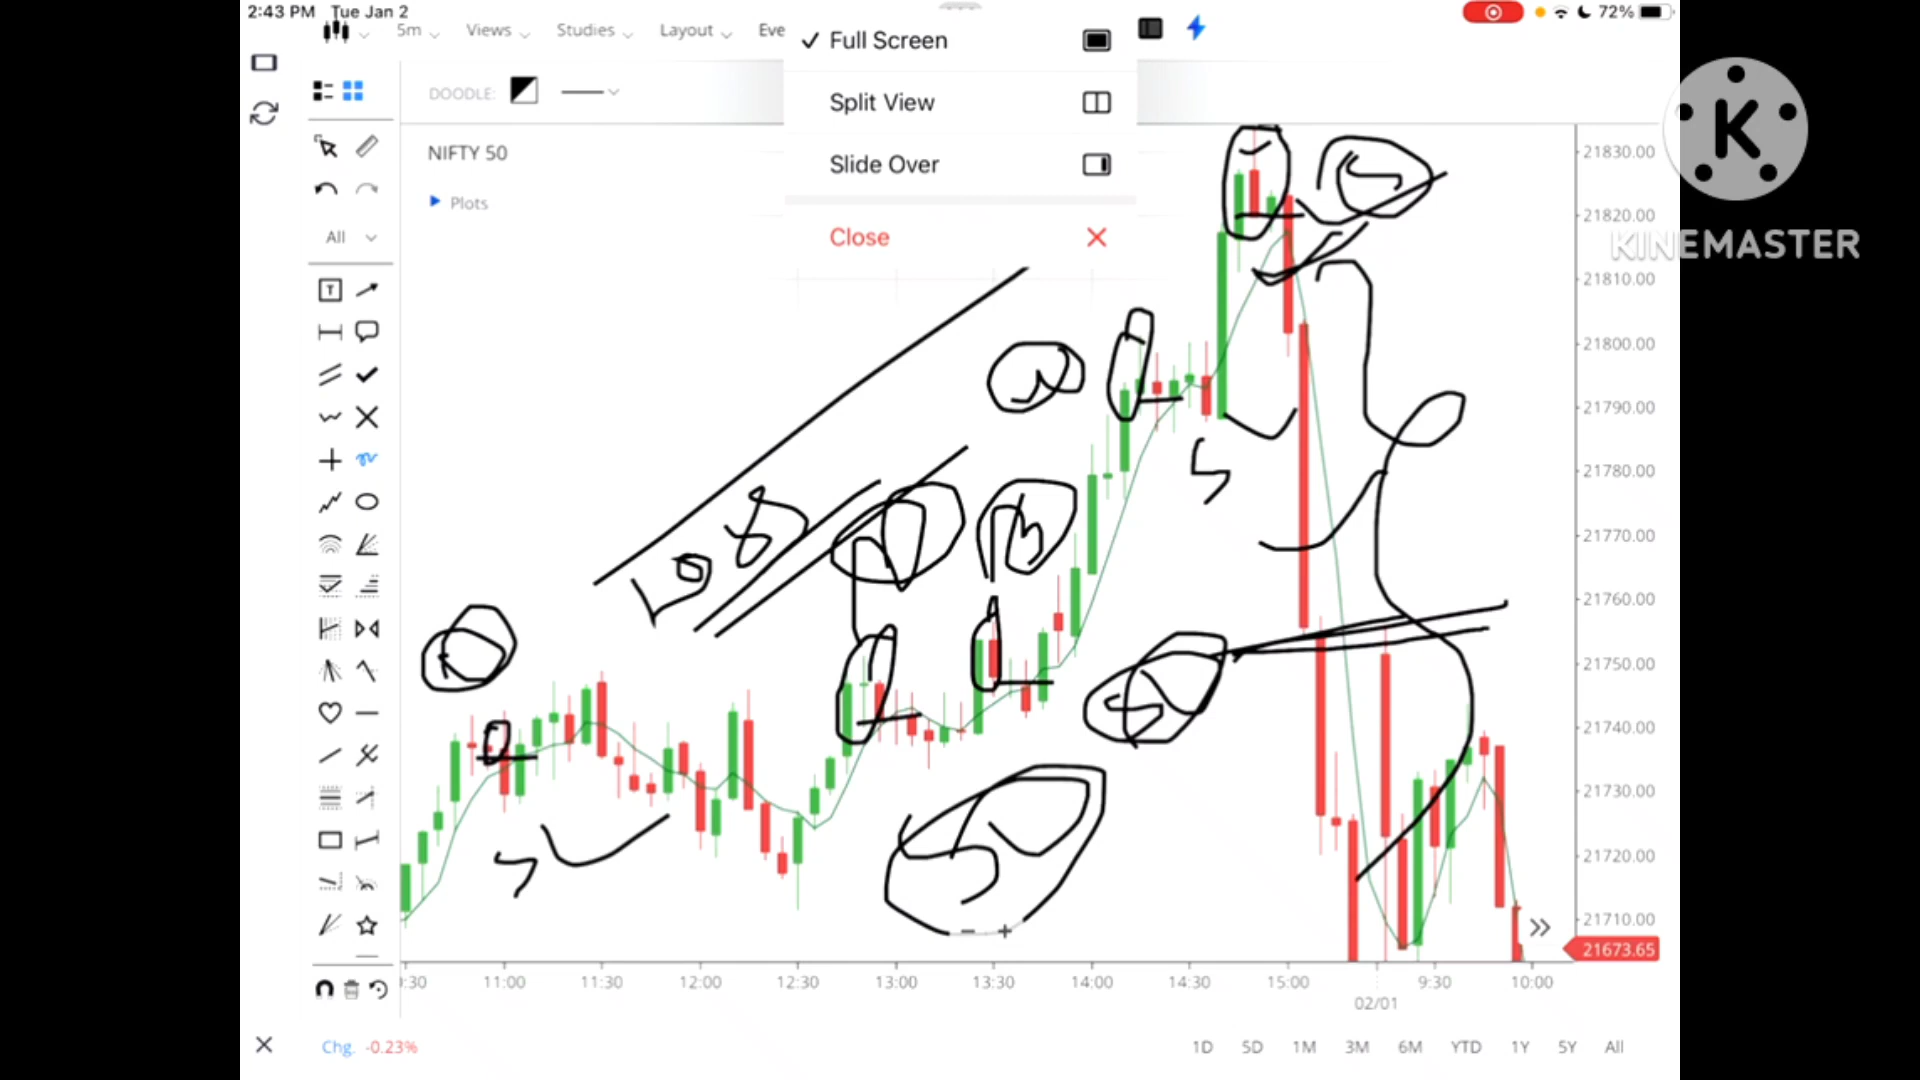 2:43 PM Tue Jan 2
72%
5m Views Studies Layout Eve
Full Screen
Split View
Slide Over
Close
DOODLE:
NIFTY 50
Plots
All
T
K
KINEMASTER
21830.00
21820.00
21810.00
21800.00
21790.00
21780.00
21770.00
21760.00
21750.00
21740.00
21730.00
21720.00
21710.00
21673.65
:30 11:00 11:30 12:00 12:30 13:00 13:30 14:00 14:30 15:00 9:30 10:00
02/01
Chg. -0.23%
1D 5D 1M 3M 6M YTD 1Y 5Y All